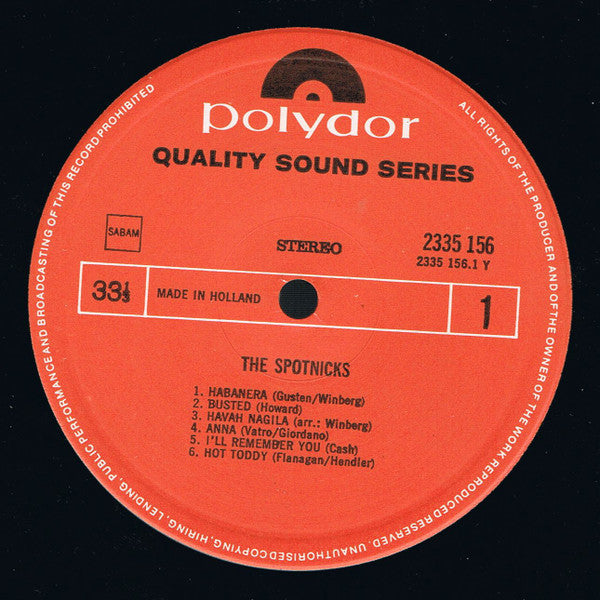 polydor
QUALITY SOUND SERIES
SABAM
STEREO
2335 156
2335 156.1 Y
33⅓
MADE IN HOLLAND
1
THE SPOTNICKS
1. HABANERA (Gusten/Winberg)
2. BUSTED (Howard)
3. HAVAH NAGILA (arr.: Winberg)
4. ANNA (Vatro/Giordano)
5. I'LL REMEMBER YOU (Cash)
6. HOT TODDY (Flanagan/Hendler)
ALL RIGHTS OF THE PRODUCER AND OF THE OWNER OF THE WORK REPRODUCED RESERVED. UNAUTHORISED COPYING, HIRING, LENDING, PUBLIC PERFORMANCE AND BROADCASTING OF THIS RECORD PROHIBITED